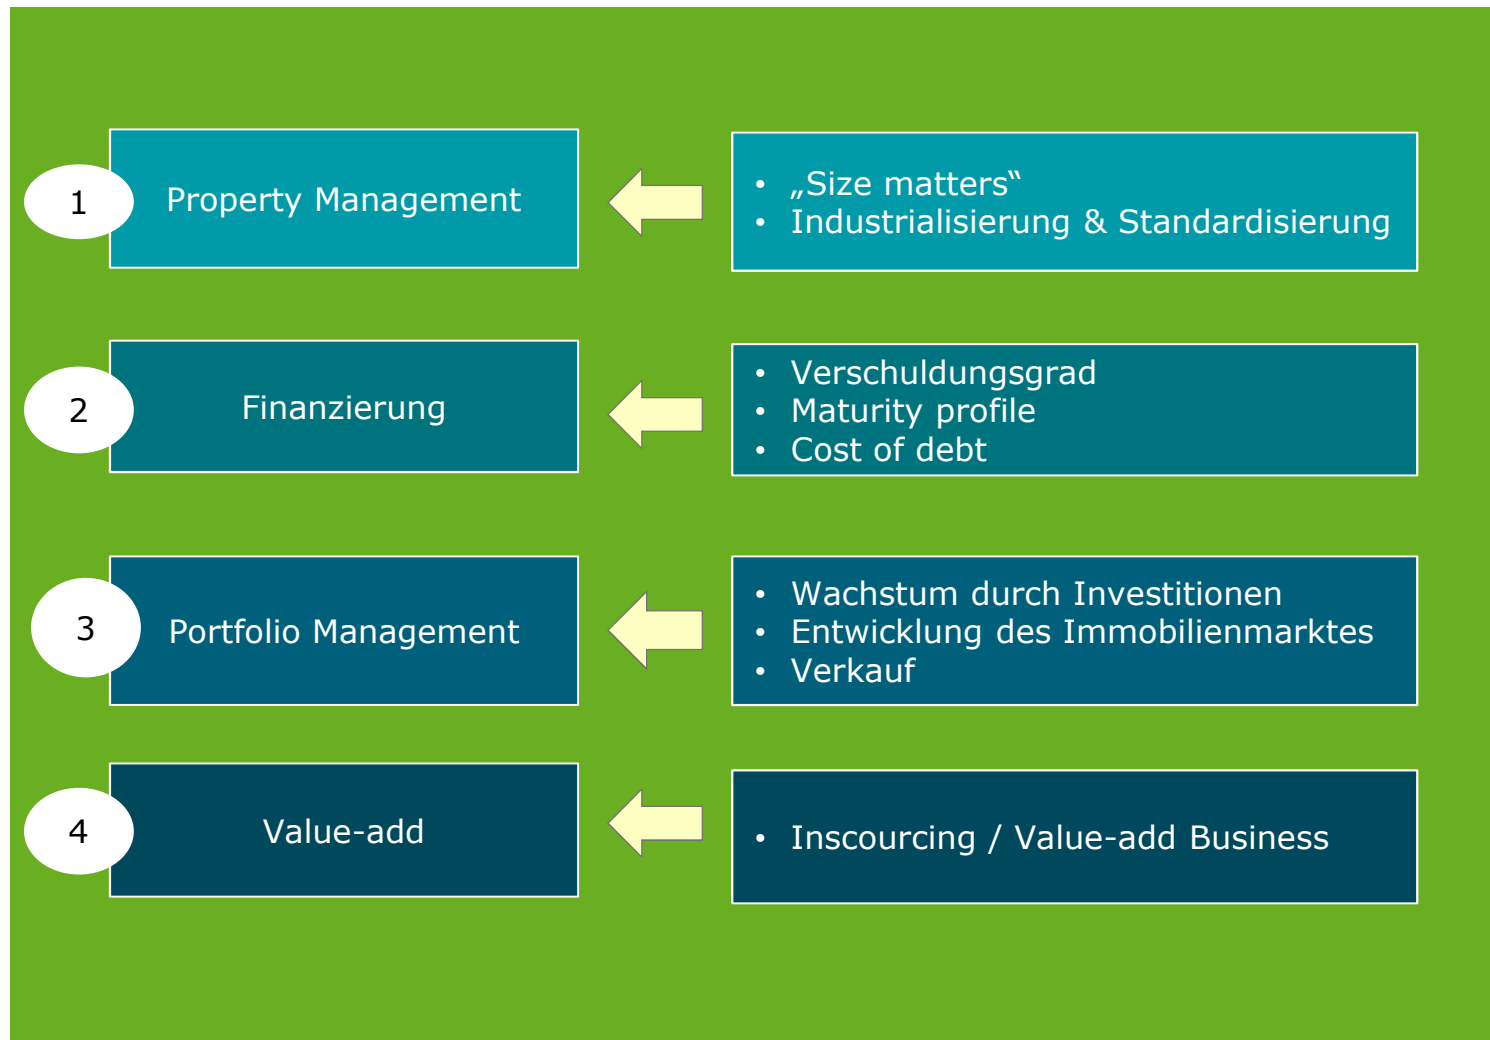 1
Property Management
• „Size matters“
• Industrialisierung & Standardisierung
2
Finanzierung
• Verschuldungsgrad
• Maturity profile
• Cost of debt
3
Portfolio Management
• Wachstum durch Investitionen
• Entwicklung des Immobilienmarktes
• Verkauf
4
Value-add
• Inscourcing / Value-add Business